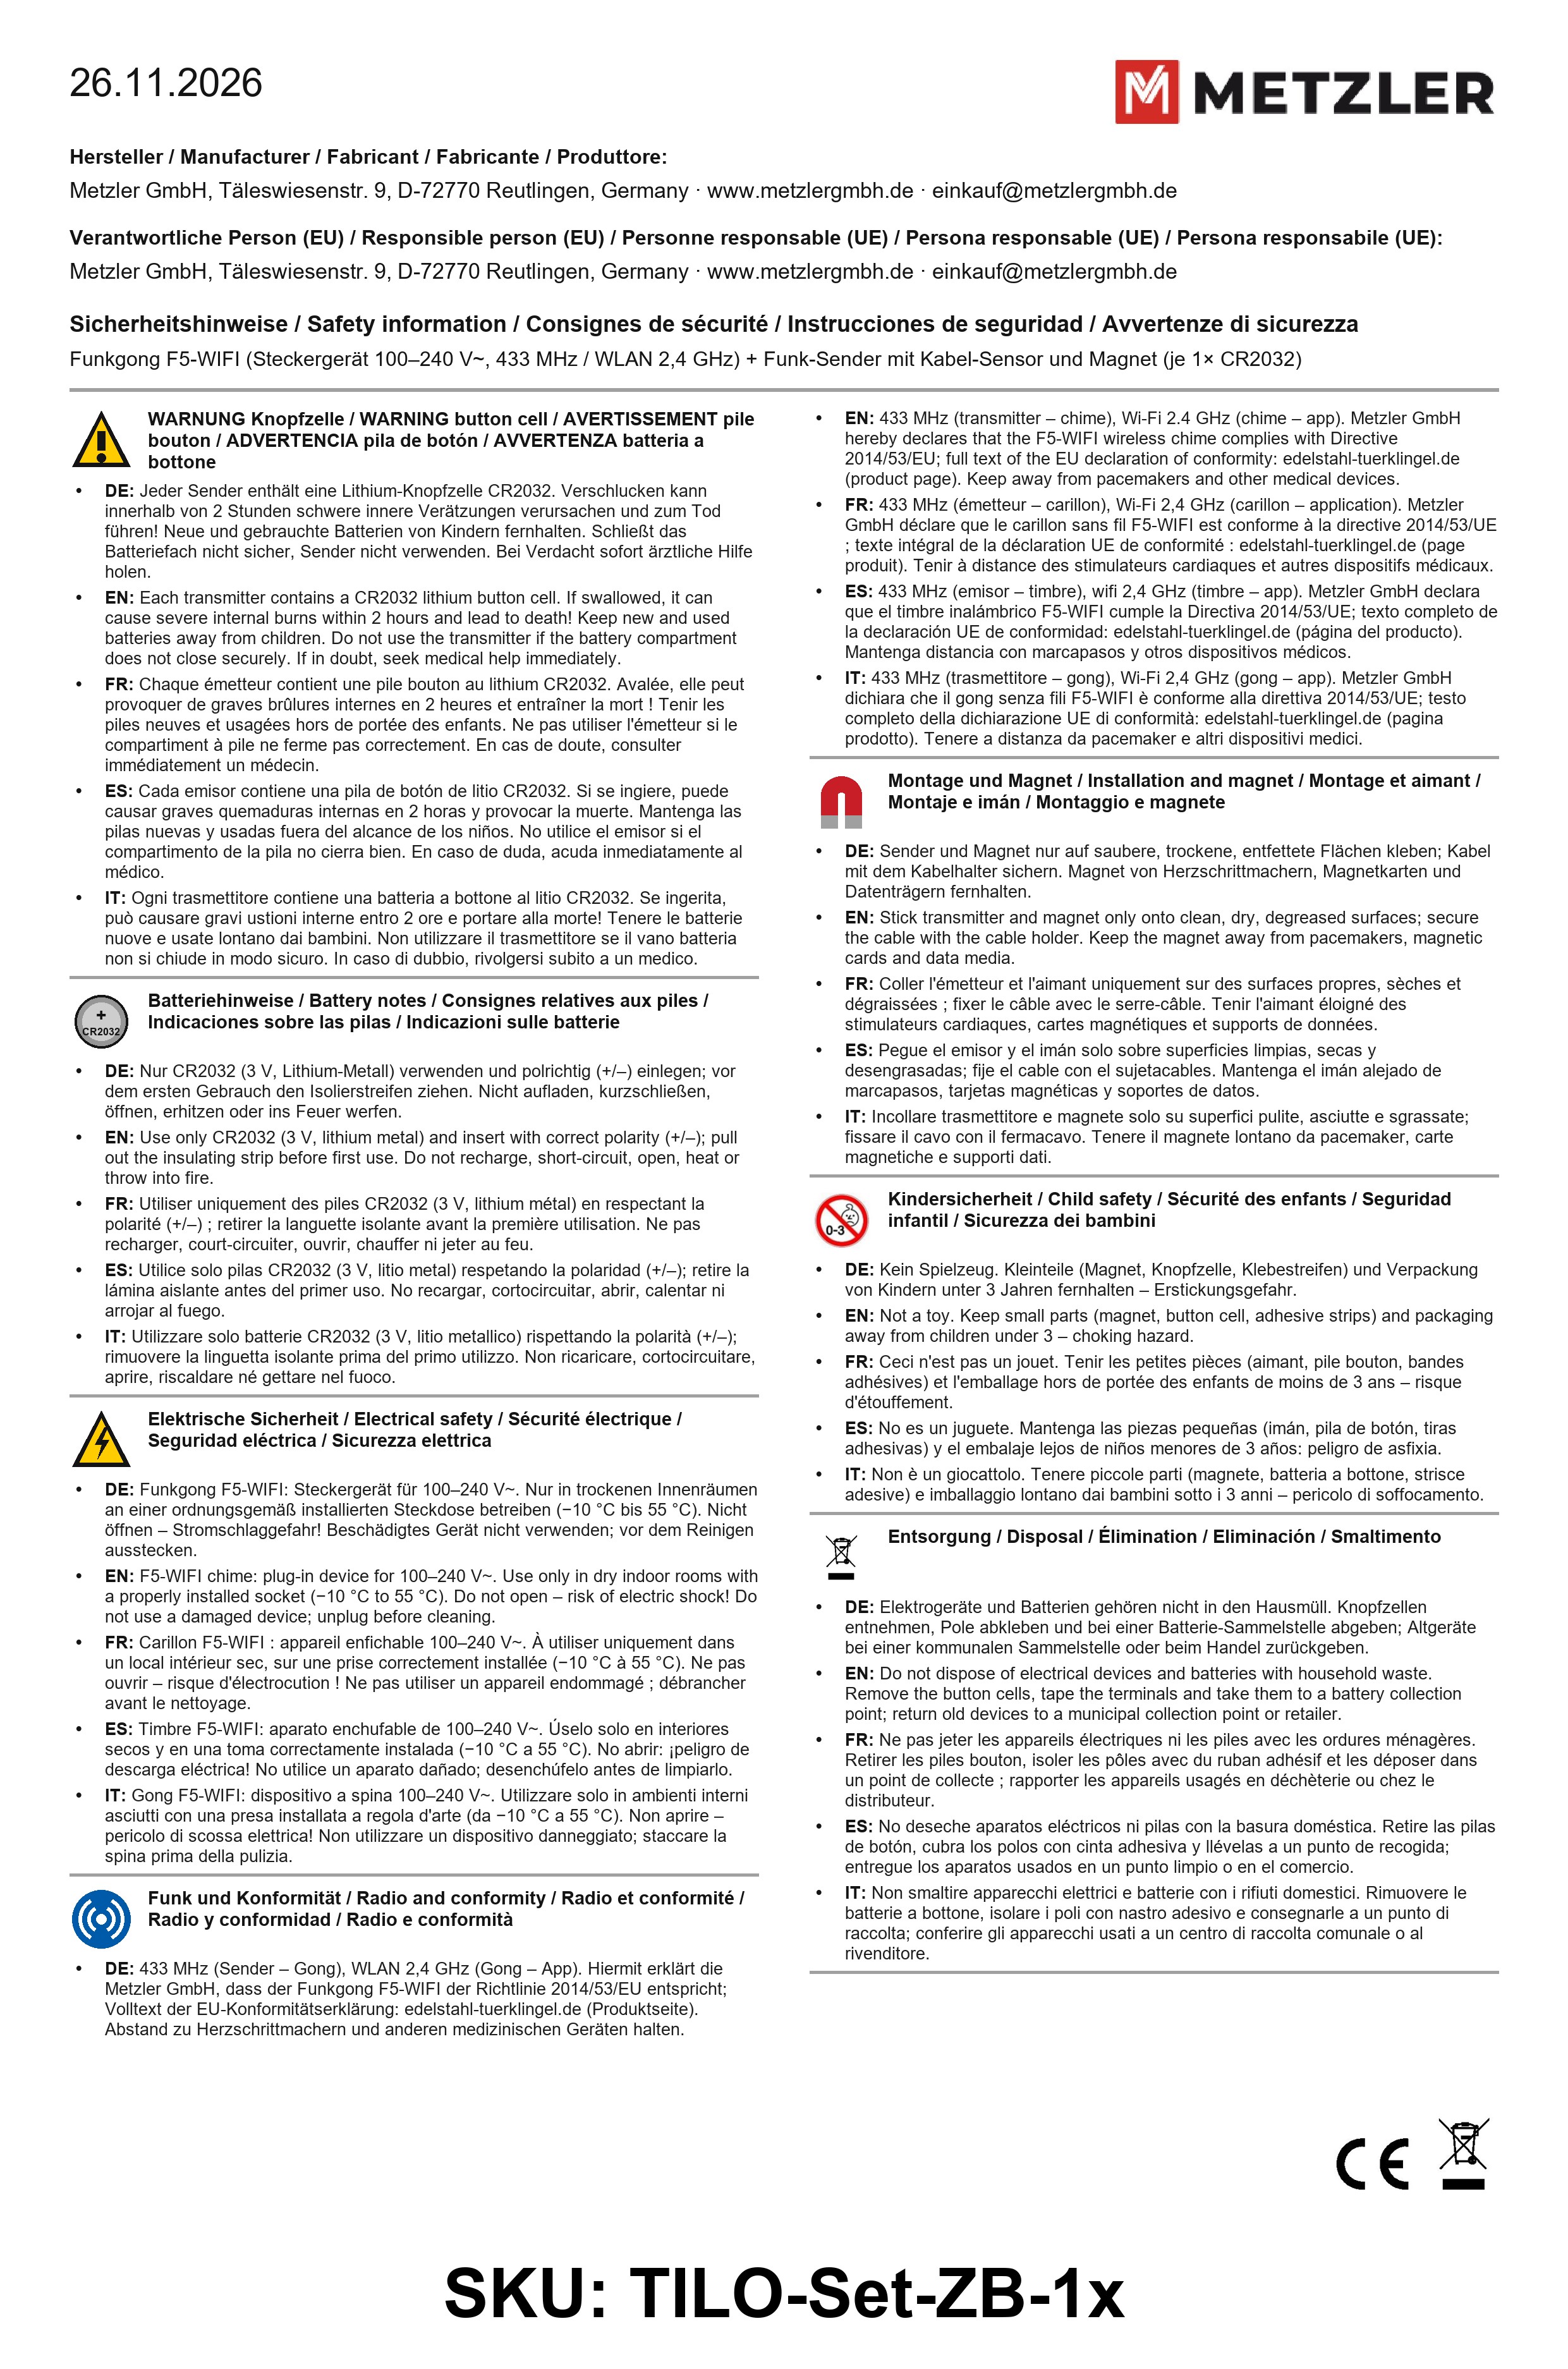 26.11.2026
METZLER
Hersteller / Manufacturer / Fabricant / Fabricante / Produttore:
Metzler GmbH, Täleswiesenstr. 9, D-72770 Reutlingen, Germany · www.metzlergmbh.de · einkauf@metzlergmbh.de
Verantwortliche Person (EU) / Responsible person (EU) / Personne responsable (UE) / Persona responsable (UE) / Persona responsabile (UE):
Metzler GmbH, Täleswiesenstr. 9, D-72770 Reutlingen, Germany · www.metzlergmbh.de · einkauf@metzlergmbh.de
Sicherheitshinweise / Safety information / Consignes de sécurité / Instrucciones de seguridad / Avvertenze di sicurezza
Funkgong F5-WIFI (Steckergerät 100–240 V~, 433 MHz / WLAN 2,4 GHz) + Funk-Sender mit Kabel-Sensor und Magnet (je 1× CR2032)
WARNUNG Knopfzelle / WARNING button cell / AVERTISSEMENT pile
bouton / ADVERTENCIA pila de botón / AVVERTENZA batteria a
bottone
• DE: Jeder Sender enthält eine Lithium-Knopfzelle CR2032. Verschlucken kann
innerhalb von 2 Stunden schwere innere Verätzungen verursachen und zum Tod
führen! Neue und gebrauchte Batterien von Kindern fernhalten. Schließt das
Batteriefach nicht sicher, Sender nicht verwenden. Bei Verdacht sofort ärztliche Hilfe
holen.
• EN: Each transmitter contains a CR2032 lithium button cell. If swallowed, it can
cause severe internal burns within 2 hours and lead to death! Keep new and used
batteries away from children. Do not use the transmitter if the battery compartment
does not close securely. If in doubt, seek medical help immediately.
• FR: Chaque émetteur contient une pile bouton au lithium CR2032. Avalée, elle peut
provoquer de graves brûlures internes en 2 heures et entraîner la mort ! Tenir les
piles neuves et usagées hors de portée des enfants. Ne pas utiliser l'émetteur si le
compartiment à pile ne ferme pas correctement. En cas de doute, consulter
immédiatement un médecin.
• ES: Cada emisor contiene una pila de botón de litio CR2032. Si se ingiere, puede
causar graves quemaduras internas en 2 horas y provocar la muerte. Mantenga las
pilas nuevas y usadas fuera del alcance de los niños. No utilice el emisor si el
compartimento de la pila no cierra bien. En caso de duda, acuda inmediatamente al
médico.
• IT: Ogni trasmettitore contiene una batteria a bottone al litio CR2032. Se ingerita,
può causare gravi ustioni interne entro 2 ore e portare alla morte! Tenere le batterie
nuove e usate lontano dai bambini. Non utilizzare il trasmettitore se il vano batteria
non si chiude in modo sicuro. In caso di dubbio, rivolgersi subito a un medico.
+
CR2032
Batteriehinweise / Battery notes / Consignes relatives aux piles /
Indicaciones sobre las pilas / Indicazioni sulle batterie
• DE: Nur CR2032 (3 V, Lithium-Metall) verwenden und polrichtig (+/–) einlegen; vor
dem ersten Gebrauch den Isolierstreifen ziehen. Nicht aufladen, kurzschließen,
öffnen, erhitzen oder ins Feuer werfen.
• EN: Use only CR2032 (3 V, lithium metal) and insert with correct polarity (+/–); pull
out the insulating strip before first use. Do not recharge, short-circuit, open, heat or
throw into fire.
• FR: Utiliser uniquement des piles CR2032 (3 V, lithium métal) en respectant la
polarité (+/–) ; retirer la languette isolante avant la première utilisation. Ne pas
recharger, court-circuiter, ouvrir, chauffer ni jeter au feu.
• ES: Utilice solo pilas CR2032 (3 V, litio metal) respetando la polaridad (+/–); retire la
lámina aislante antes del primer uso. No recargar, cortocircuitar, abrir, calentar ni
arrojar al fuego.
• IT: Utilizzare solo batterie CR2032 (3 V, litio metallico) rispettando la polarità (+/–);
rimuovere la linguetta isolante prima del primo utilizzo. Non ricaricare, cortocircuitare,
aprire, riscaldare né gettare nel fuoco.
Elektrische Sicherheit / Electrical safety / Sécurité électrique /
Seguridad eléctrica / Sicurezza elettrica
• DE: Funkgong F5-WIFI: Steckergerät für 100–240 V~. Nur in trockenen Innenräumen
an einer ordnungsgemäß installierten Steckdose betreiben (−10 °C bis 55 °C). Nicht
öffnen – Stromschlaggefahr! Beschädigtes Gerät nicht verwenden; vor dem Reinigen
ausstecken.
• EN: F5-WIFI chime: plug-in device for 100–240 V~. Use only in dry indoor rooms with
a properly installed socket (−10 °C to 55 °C). Do not open – risk of electric shock! Do
not use a damaged device; unplug before cleaning.
• FR: Carillon F5-WIFI : appareil enfichable 100–240 V~. À utiliser uniquement dans
un local intérieur sec, sur une prise correctement installée (−10 °C à 55 °C). Ne pas
ouvrir – risque d'électrocution ! Ne pas utiliser un appareil endommagé ; débrancher
avant le nettoyage.
• ES: Timbre F5-WIFI: aparato enchufable de 100–240 V~. Úselo solo en interiores
secos y en una toma correctamente instalada (−10 °C a 55 °C). No abrir: ¡peligro de
descarga eléctrica! No utilice un aparato dañado; desenchúfelo antes de limpiarlo.
• IT: Gong F5-WIFI: dispositivo a spina 100–240 V~. Utilizzare solo in ambienti interni
asciutti con una presa installata a regola d'arte (da −10 °C a 55 °C). Non aprire –
pericolo di scossa elettrica! Non utilizzare un dispositivo danneggiato; staccare la
spina prima della pulizia.
Funk und Konformität / Radio and conformity / Radio et conformité /
Radio y conformidad / Radio e conformità
• DE: 433 MHz (Sender – Gong), WLAN 2,4 GHz (Gong – App). Hiermit erklärt die
Metzler GmbH, dass der Funkgong F5-WIFI der Richtlinie 2014/53/EU entspricht;
Volltext der EU-Konformitätserklärung: edelstahl-tuerklingel.de (Produktseite).
Abstand zu Herzschrittmachern und anderen medizinischen Geräten halten.
• EN: 433 MHz (transmitter – chime), Wi-Fi 2.4 GHz (chime – app). Metzler GmbH
hereby declares that the F5-WIFI wireless chime complies with Directive
2014/53/EU; full text of the EU declaration of conformity: edelstahl-tuerklingel.de
(product page). Keep away from pacemakers and other medical devices.
• FR: 433 MHz (émetteur – carillon), Wi-Fi 2,4 GHz (carillon – application). Metzler
GmbH déclare que le carillon sans fil F5-WIFI est conforme à la directive 2014/53/UE
; texte intégral de la déclaration UE de conformité : edelstahl-tuerklingel.de (page
produit). Tenir à distance des stimulateurs cardiaques et autres dispositifs médicaux.
• ES: 433 MHz (emisor – timbre), wifi 2,4 GHz (timbre – app). Metzler GmbH declara
que el timbre inalámbrico F5-WIFI cumple la Directiva 2014/53/UE; texto completo de
la declaración UE de conformidad: edelstahl-tuerklingel.de (página del producto).
Mantenga distancia con marcapasos y otros dispositivos médicos.
• IT: 433 MHz (trasmettitore – gong), Wi-Fi 2,4 GHz (gong – app). Metzler GmbH
dichiara che il gong senza fili F5-WIFI è conforme alla direttiva 2014/53/UE; testo
completo della dichiarazione UE di conformità: edelstahl-tuerklingel.de (pagina
prodotto). Tenere a distanza da pacemaker e altri dispositivi medici.
Montage und Magnet / Installation and magnet / Montage et aimant /
Montaje e imán / Montaggio e magnete
• DE: Sender und Magnet nur auf saubere, trockene, entfettete Flächen kleben; Kabel
mit dem Kabelhalter sichern. Magnet von Herzschrittmachern, Magnetkarten und
Datenträgern fernhalten.
• EN: Stick transmitter and magnet only onto clean, dry, degreased surfaces; secure
the cable with the cable holder. Keep the magnet away from pacemakers, magnetic
cards and data media.
• FR: Coller l'émetteur et l'aimant uniquement sur des surfaces propres, sèches et
dégraissées ; fixer le câble avec le serre-câble. Tenir l'aimant éloigné des
stimulateurs cardiaques, cartes magnétiques et supports de données.
• ES: Pegue el emisor y el imán solo sobre superficies limpias, secas y
desengrasadas; fije el cable con el sujetacables. Mantenga el imán alejado de
marcapasos, tarjetas magnéticas y soportes de datos.
• IT: Incollare trasmettitore e magnete solo su superfici pulite, asciutte e sgrassate;
fissare il cavo con il fermacavo. Tenere il magnete lontano da pacemaker, carte
magnetiche e supporti dati.
0-3
Kindersicherheit / Child safety / Sécurité des enfants / Seguridad
infantil / Sicurezza dei bambini
• DE: Kein Spielzeug. Kleinteile (Magnet, Knopfzelle, Klebestreifen) und Verpackung
von Kindern unter 3 Jahren fernhalten – Erstickungsgefahr.
• EN: Not a toy. Keep small parts (magnet, button cell, adhesive strips) and packaging
away from children under 3 – choking hazard.
• FR: Ceci n'est pas un jouet. Tenir les petites pièces (aimant, pile bouton, bandes
adhésives) et l'emballage hors de portée des enfants de moins de 3 ans – risque
d'étouffement.
• ES: No es un juguete. Mantenga las piezas pequeñas (imán, pila de botón, tiras
adhesivas) y el embalaje lejos de niños menores de 3 años: peligro de asfixia.
• IT: Non è un giocattolo. Tenere piccole parti (magnete, batteria a bottone, strisce
adesive) e imballaggio lontano dai bambini sotto i 3 anni – pericolo di soffocamento.
Entsorgung / Disposal / Élimination / Eliminación / Smaltimento
• DE: Elektrogeräte und Batterien gehören nicht in den Hausmüll. Knopfzellen
entnehmen, Pole abkleben und bei einer Batterie-Sammelstelle abgeben; Altgeräte
bei einer kommunalen Sammelstelle oder beim Handel zurückgeben.
• EN: Do not dispose of electrical devices and batteries with household waste.
Remove the button cells, tape the terminals and take them to a battery collection
point; return old devices to a municipal collection point or retailer.
• FR: Ne pas jeter les appareils électriques ni les piles avec les ordures ménagères.
Retirer les piles bouton, isoler les pôles avec du ruban adhésif et les déposer dans
un point de collecte ; rapporter les appareils usagés en déchèterie ou chez le
distributeur.
• ES: No deseche aparatos eléctricos ni pilas con la basura doméstica. Retire las pilas
de botón, cubra los polos con cinta adhesiva y llévelas a un punto de recogida;
entregue los aparatos usados en un punto limpio o en el comercio.
• IT: Non smaltire apparecchi elettrici e batterie con i rifiuti domestici. Rimuovere le
batterie a bottone, isolare i poli con nastro adesivo e consegnarle a un punto di
raccolta; conferire gli apparecchi usati a un centro di raccolta comunale o al
rivenditore.
CE
SKU: TILO-Set-ZB-1x